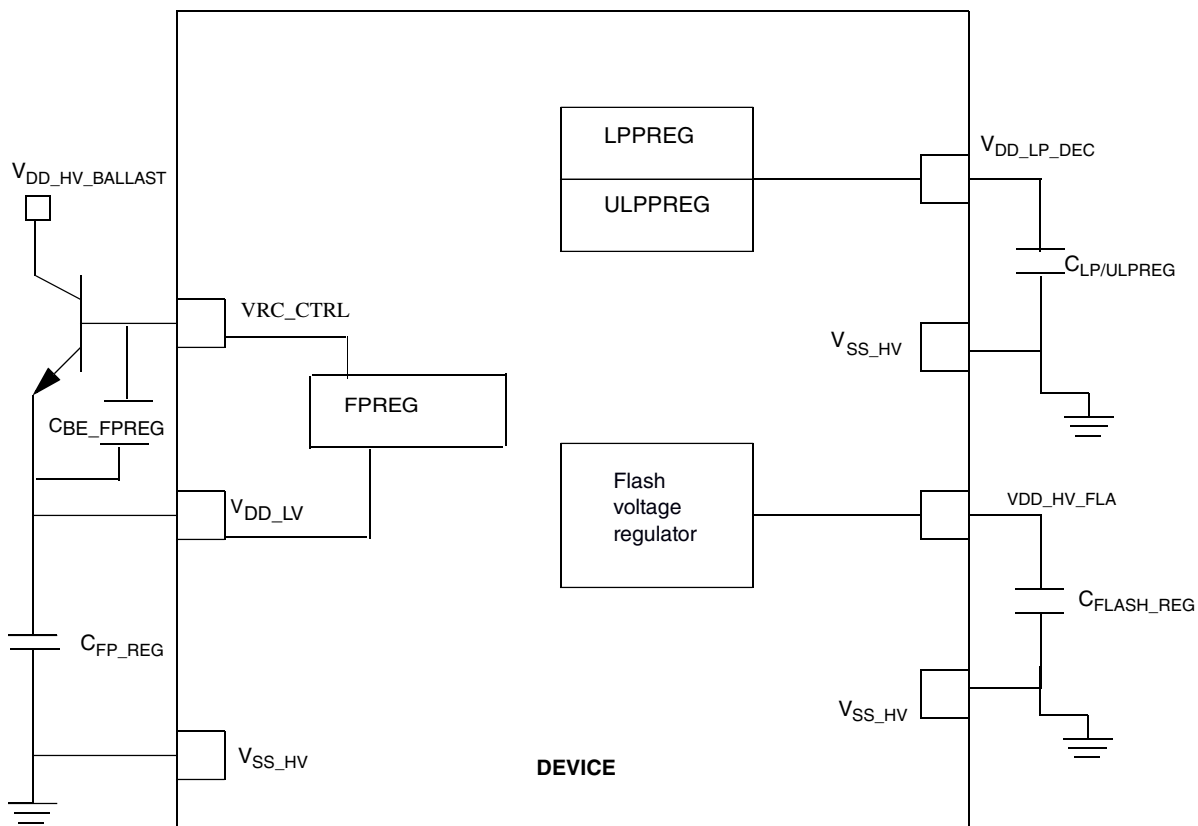 LPPREG
VDD_LP_DEC
VDD_HV_BALLAST
ULPPREG
CLP/ULPREG
VRC_CTRL
VSS_HV
FPREG
CBE_FPREG
Flash
voltage
regulator
VDD_LV
VDD_HV_FLA
CFLASH_REG
CFP_REG
VSS_HV
VSS_HV
DEVICE